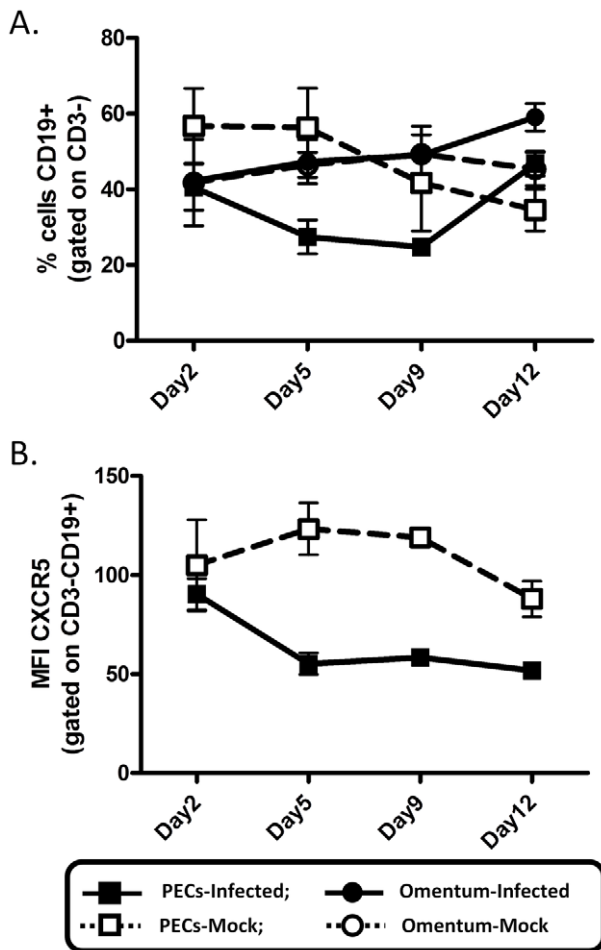 A.
% cells CD19+
(gated on CD3-)
80
60
40
20
0
Day2
Day5
Day9
Day12
B.
MFI CXCR5
(gated on CD3-CD19+)
150
100
50
0
Day2
Day5
Day9
Day12
PECs-Infected; Omentum-Infected
PECs-Mock; Omentum-Mock